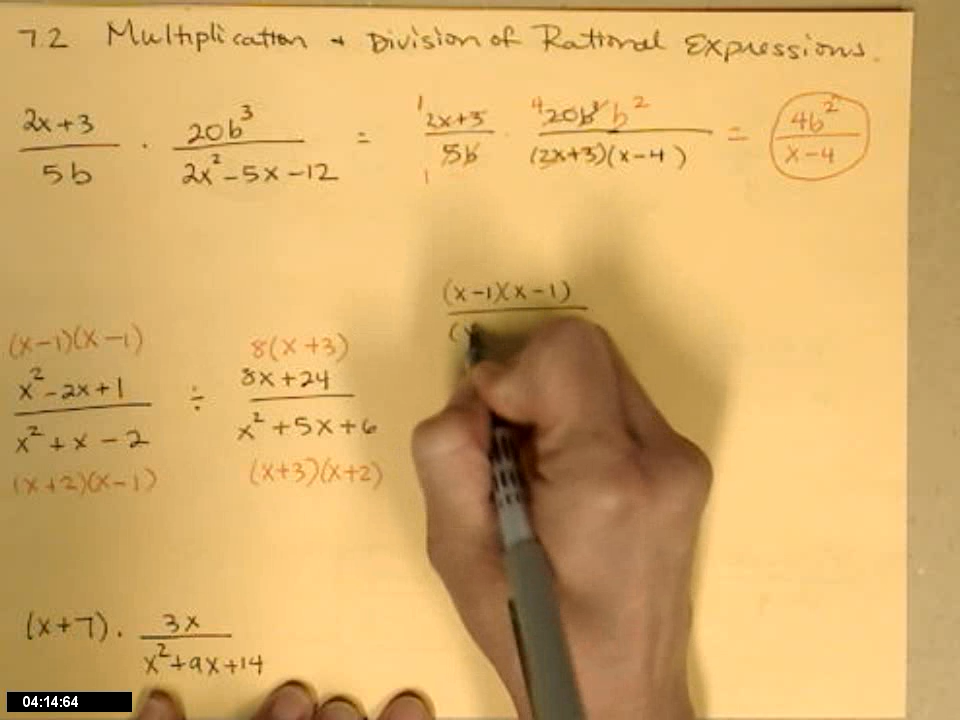 7.2 Multiplication + Division of Rational Expressions.
2x+3 / 5b · 20b³ / 2x²-5x-12 = 1 2x+3 / 5b 1 · 4 20b³ b² / (2x+3)(x-4) = 4b² / x-4
(x-1)(x-1)
(x
(x-1)(x-1) 8(x+3)
x²-2x+1 ÷ 8x+24
x²+x-2 x²+5x+6
(x+2)(x-1) (x+3)(x+2)
(x+7) · 3x / x²+9x+14
04:14:64